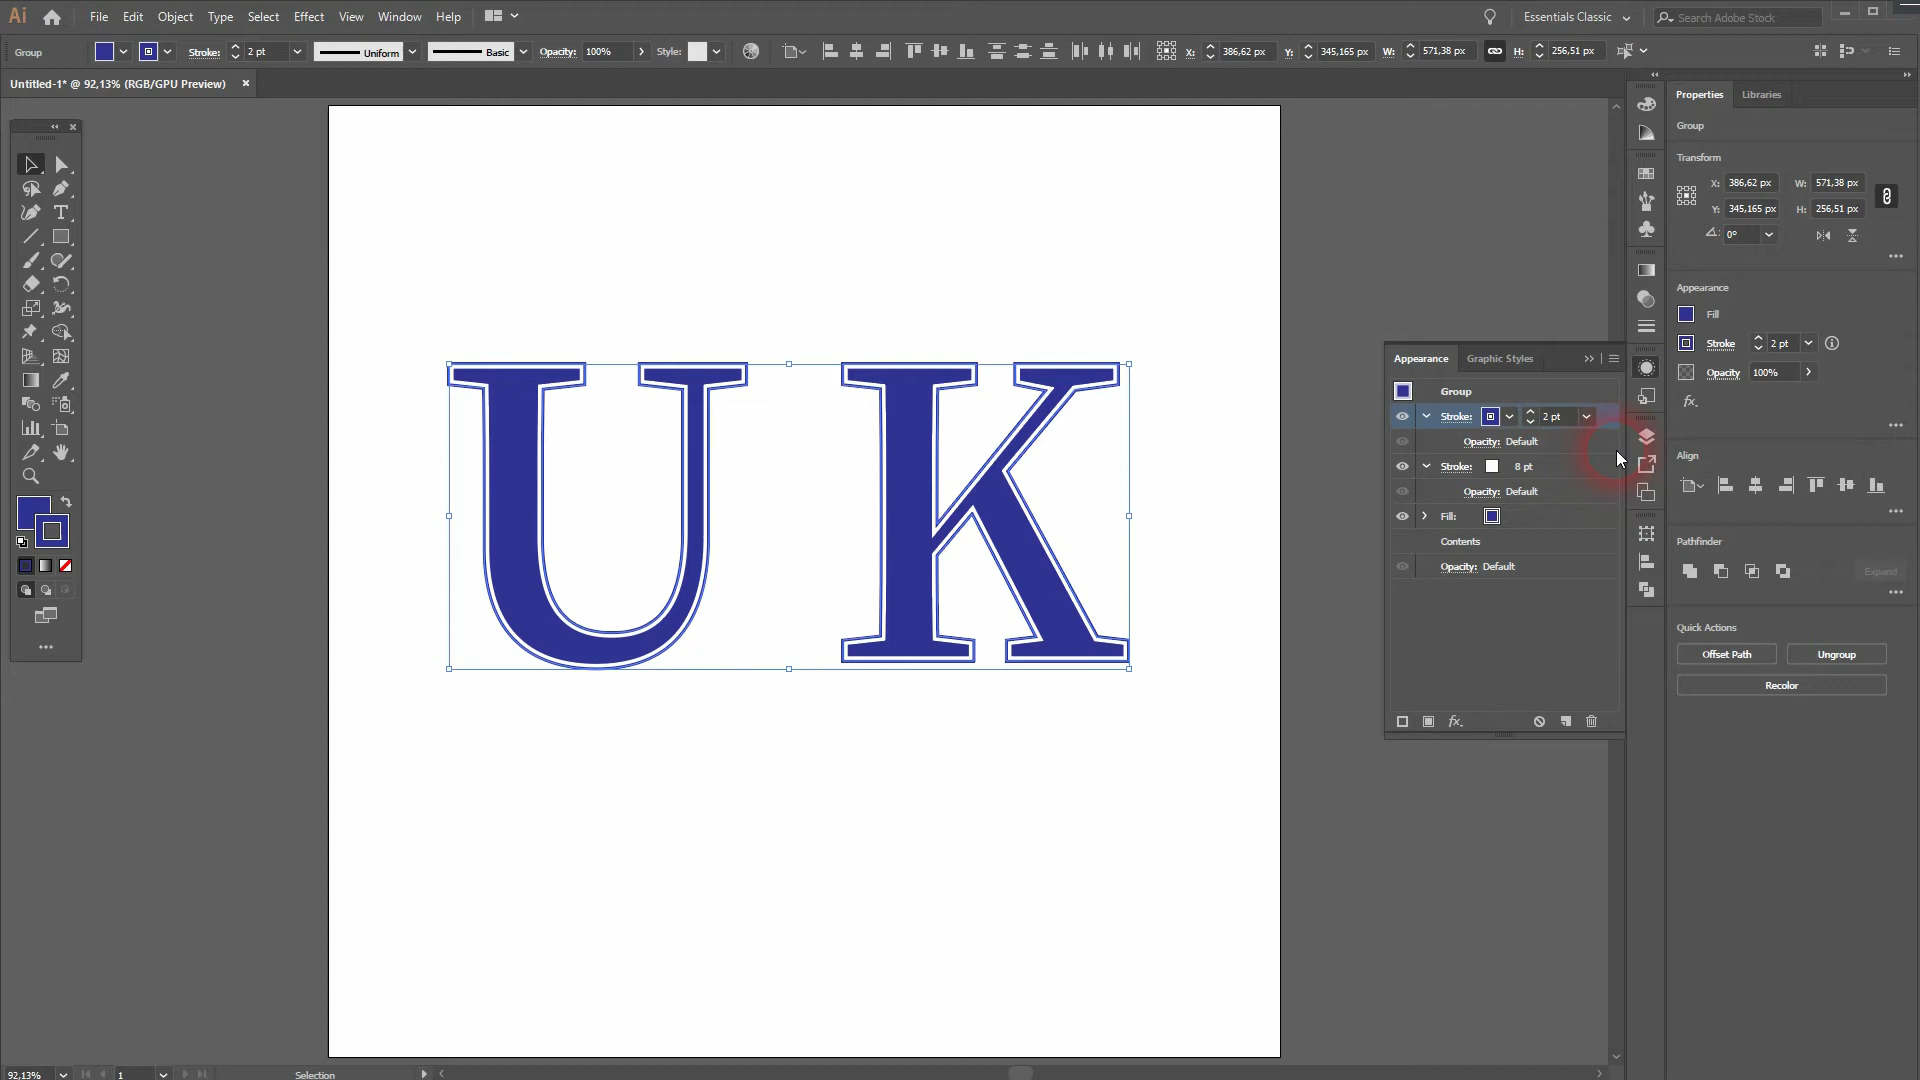 Ai File Edit Object Type Select Effect View Window Help Essentials Classic Search Adobe Stock
Group Stroke: 2 pt Uniform Basic Opacity: 100% Style: X: 386,62 px Y: 345,165 px W: 571,38 px H: 256,51 px
Untitled-1* @ 92,13% (RGB/GPU Preview) ×
Properties Libraries
Group
Transform
X: 386,62 px W: 571,38 px
Y: 345,165 px H: 256,51 px
0°
Appearance
Fill
Stroke 2 pt
Opacity 100%
fx.
Align
Pathfinder
Expand
Quick Actions
Offset Path Ungroup
Recolor
Appearance Graphic Styles
Group
Stroke: 2 pt
Opacity: Default
Stroke: 8 pt
Opacity: Default
Fill:
Contents
Opacity: Default
fx.
UK
92,13% 1 Selection